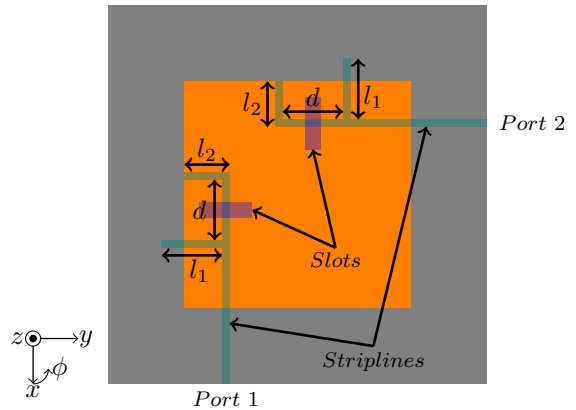 l₂
d
l₁
Port 2
l₂
d
l₁
Slots
Striplines
z
y
x
ϕ
Port 1